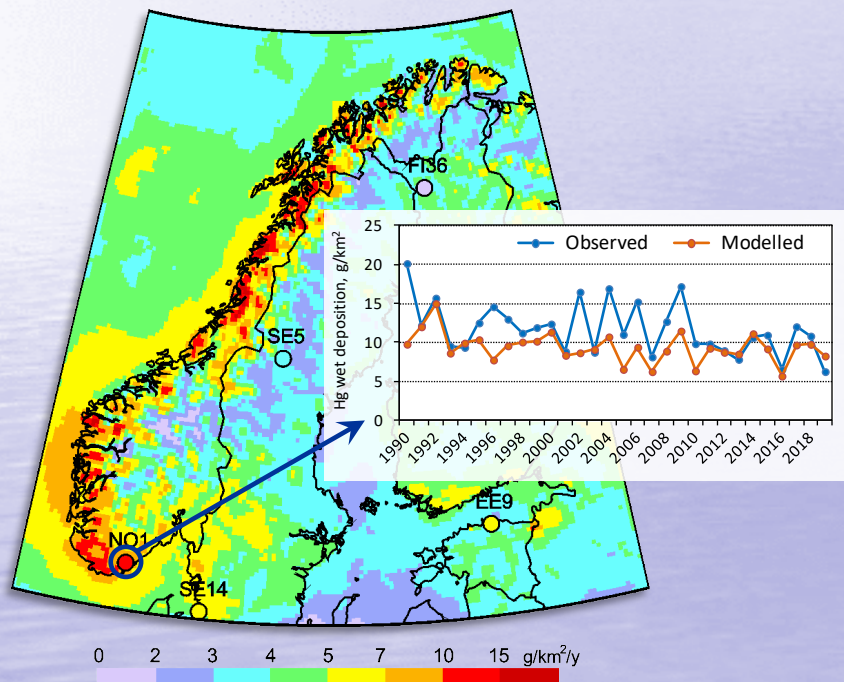 FI36
SE5
NO1
SE14
EE9
Hg wet deposition, g/km²
25
20
15
10
5
0
Observed
Modelled
1990
1992
1994
1996
1998
2000
2002
2004
2006
2008
2010
2012
2014
2016
2018
0 2 3 4 5 7 10 15 g/km²/y